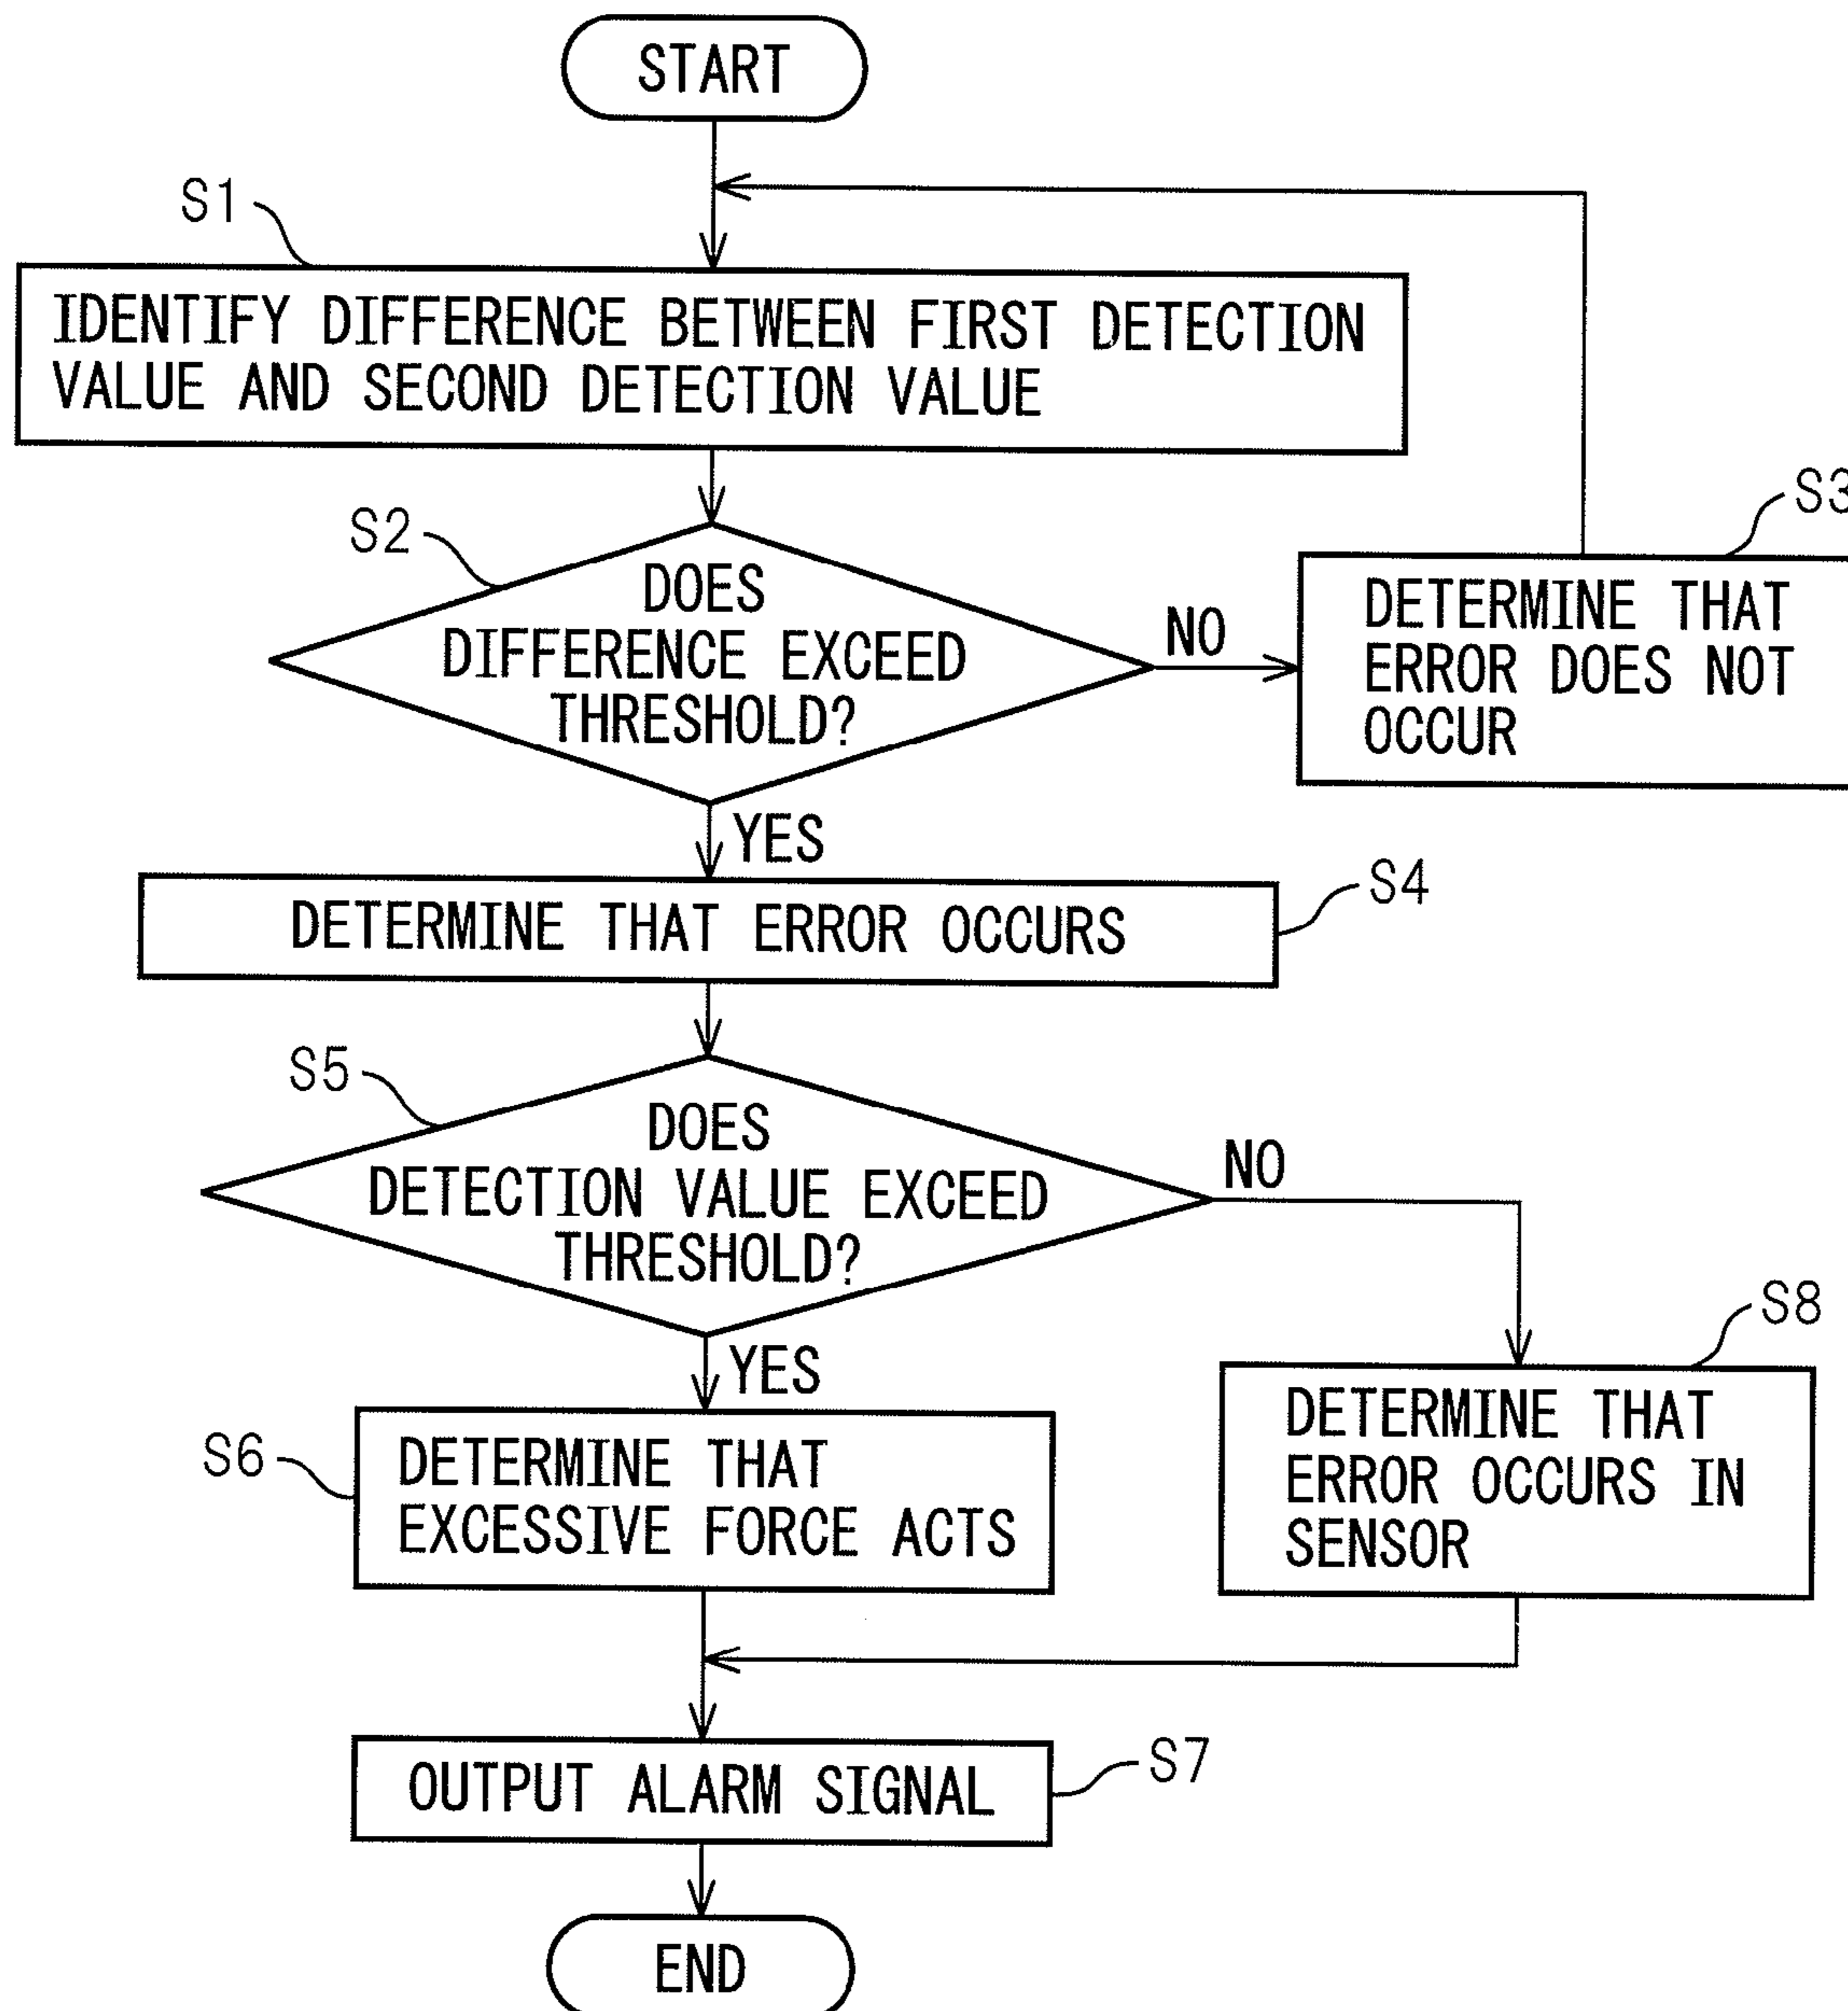 START
S1
IDENTIFY DIFFERENCE BETWEEN FIRST DETECTION
VALUE AND SECOND DETECTION VALUE
S2
DOES
DIFFERENCE EXCEED
THRESHOLD?
NO
S3
DETERMINE THAT
ERROR DOES NOT
OCCUR
YES
DETERMINE THAT ERROR OCCURS
S4
S5
DOES
DETECTION VALUE EXCEED
THRESHOLD?
NO
YES
S6
DETERMINE THAT
EXCESSIVE FORCE ACTS
S8
DETERMINE THAT
ERROR OCCURS IN
SENSOR
OUTPUT ALARM SIGNAL
S7
END